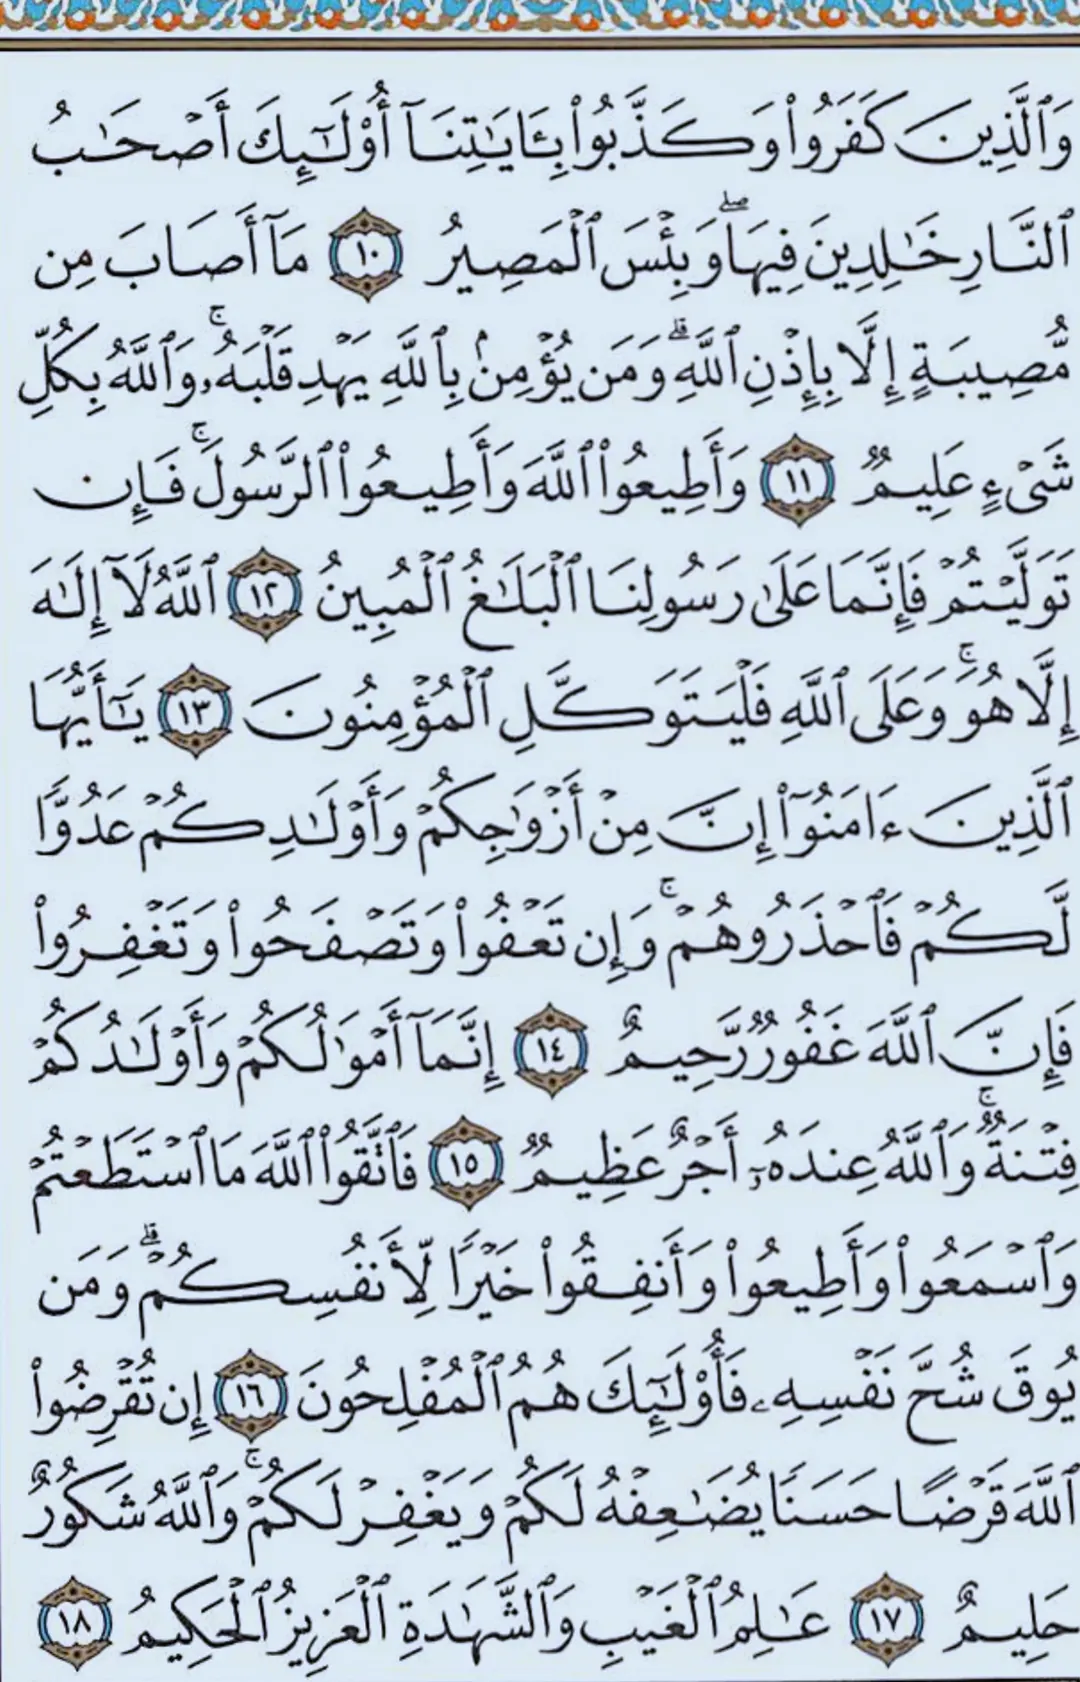 وَٱلَّذِينَ كَفَرُوا۟ وَكَذَّبُوا۟ بِـَٔايَـٰتِنَآ أُو۟لَـٰٓئِكَ أَصْحَـٰبُ
ٱلنَّارِ خَـٰلِدِينَ فِيهَا ۖ وَبِئْسَ ٱلْمَصِيرُ ١٠ مَآ أَصَابَ مِن
مُّصِيبَةٍ إِلَّا بِإِذْنِ ٱللَّهِ ۗ وَمَن يُؤْمِنۢ بِٱللَّهِ يَهْدِ قَلْبَهُۥ ۚ وَٱللَّهُ بِكُلِّ
شَىْءٍ عَلِيمٌ ١١ وَأَطِيعُوا۟ ٱللَّهَ وَأَطِيعُوا۟ ٱلرَّسُولَ ۚ فَإِن
تَوَلَّيْتُمْ فَإِنَّمَا عَلَىٰ رَسُولِنَا ٱلْبَلَـٰغُ ٱلْمُبِينُ ١٢ ٱللَّهُ لَآ إِلَـٰهَ
إِلَّا هُوَ ۚ وَعَلَى ٱللَّهِ فَلْيَتَوَكَّلِ ٱلْمُؤْمِنُونَ ١٣ يَـٰٓأَيُّهَا
ٱلَّذِينَ ءَامَنُوٓا۟ إِنَّ مِنْ أَزْوَٰجِكُمْ وَأَوْلَـٰدِكُمْ عَدُوًّا
لَّكُمْ فَٱحْذَرُوهُمْ ۚ وَإِن تَعْفُوا۟ وَتَصْفَحُوا۟ وَتَغْفِرُوا۟
فَإِنَّ ٱللَّهَ غَفُورٌ رَّحِيمٌ ١٤ إِنَّمَآ أَمْوَٰلُكُمْ وَأَوْلَـٰدُكُمْ
فِتْنَةٌ ۚ وَٱللَّهُ عِندَهُۥٓ أَجْرٌ عَظِيمٌ ١٥ فَٱتَّقُوا۟ ٱللَّهَ مَا ٱسْتَطَعْتُمْ
وَٱسْمَعُوا۟ وَأَطِيعُوا۟ وَأَنفِقُوا۟ خَيْرًا لِّأَنفُسِكُمْ ۗ وَمَن
يُوقَ شُحَّ نَفْسِهِۦ فَأُو۟لَـٰٓئِكَ هُمُ ٱلْمُفْلِحُونَ ١٦ إِن تُقْرِضُوا۟
ٱللَّهَ قَرْضًا حَسَنًا يُضَـٰعِفْهُ لَكُمْ وَيَغْفِرْ لَكُمْ ۚ وَٱللَّهُ شَكُورٌ
حَلِيمٌ ١٧ عَـٰلِمُ ٱلْغَيْبِ وَٱلشَّهَـٰدَةِ ٱلْعَزِيزُ ٱلْحَكِيمُ ١٨